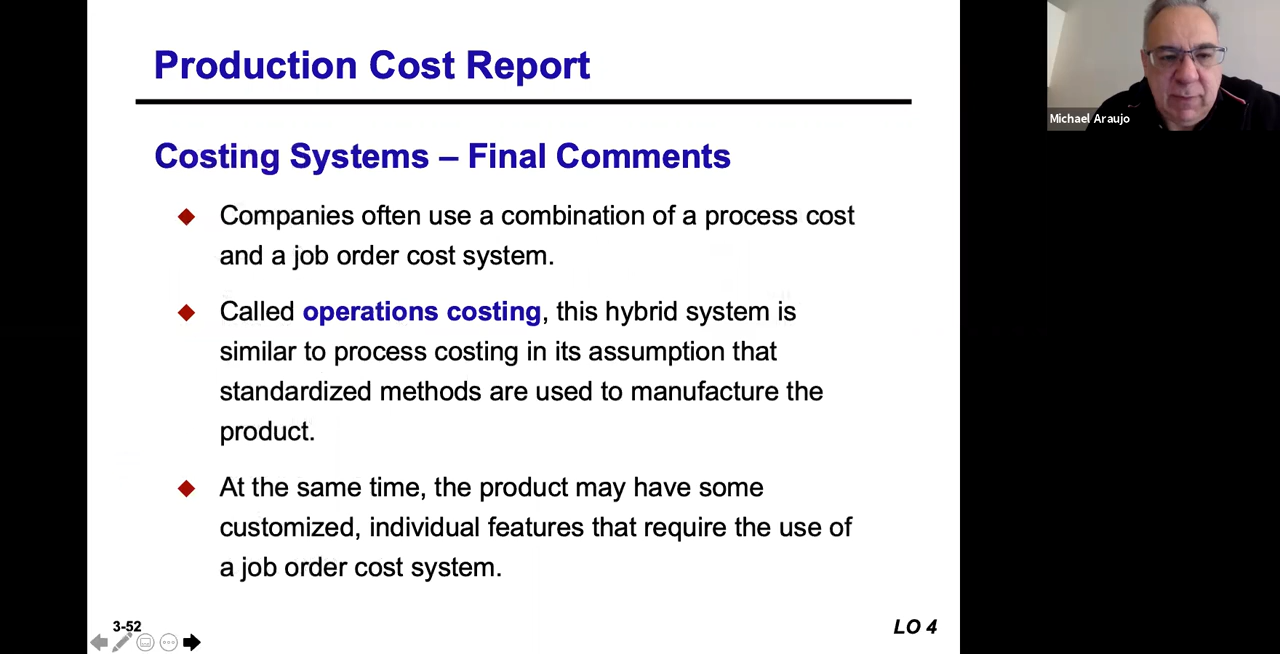 Production Cost Report
Costing Systems – Final Comments
Companies often use a combination of a process cost
and a job order cost system.
Called operations costing, this hybrid system is
similar to process costing in its assumption that
standardized methods are used to manufacture the
product.
At the same time, the product may have some
customized, individual features that require the use of
a job order cost system.
3-52
LO 4
Michael Araujo